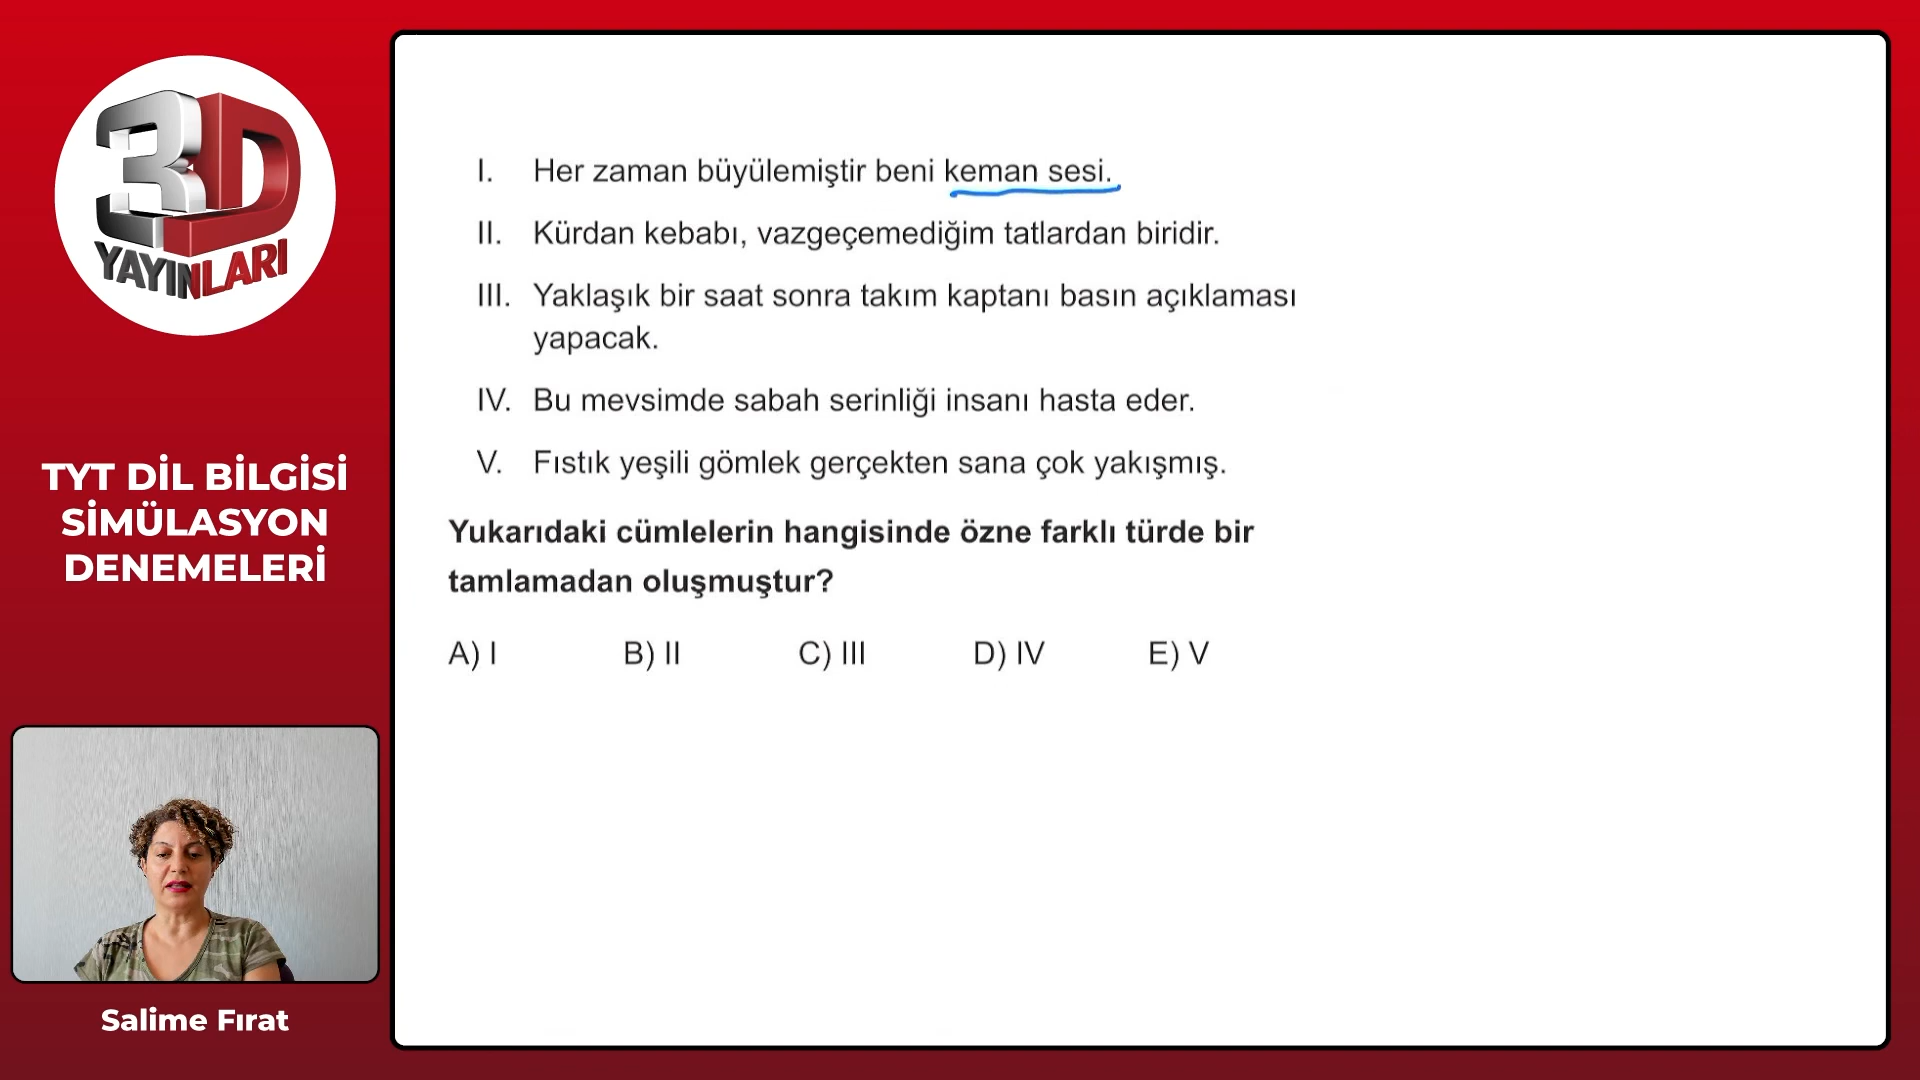 3D
YAYINLARI
TYT DİL BİLGİSİ
SİMÜLASYON
DENEMELERİ
Salime Fırat
I. Her zaman büyülemiştir beni keman sesi.
II. Kürdan kebabı, vazgeçemediğim tatlardan biridir.
III. Yaklaşık bir saat sonra takım kaptanı basın açıklaması
yapacak.
IV. Bu mevsimde sabah serinliği insanı hasta eder.
V. Fıstık yeşili gömlek gerçekten sana çok yakışmış.
Yukarıdaki cümlelerin hangisinde özne farklı türde bir
tamlamadan oluşmuştur?
A) I B) II C) III D) IV E) V